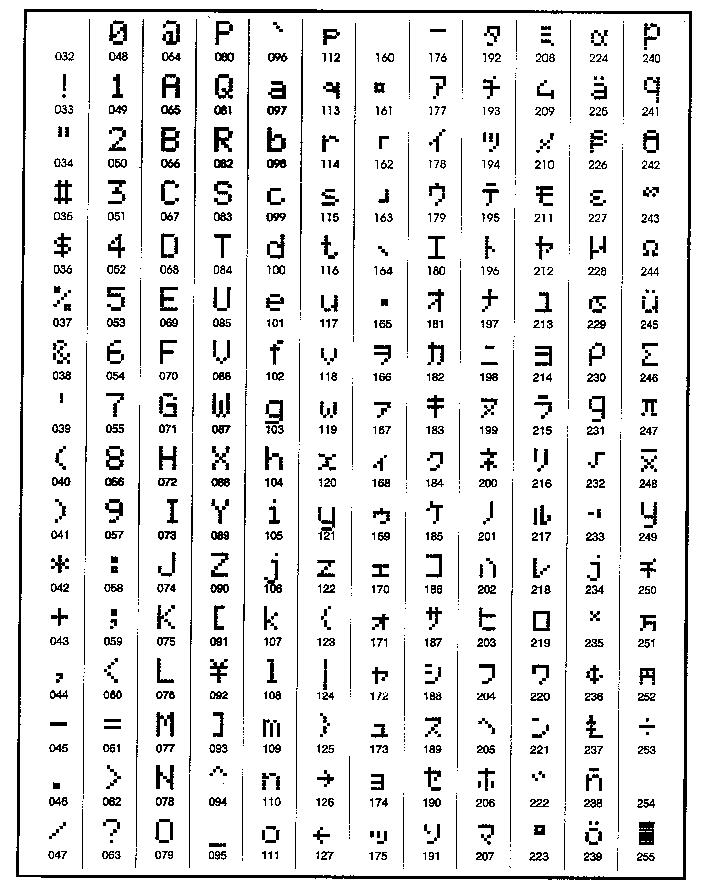 0 @ P ` p ー タ ミ α p
032 048 064 080 096 112 160 176 192 208 224 240
! 1 A Q a q 。 ア チ ム ä q
033 049 065 081 097 113 161 177 193 209 225 241
" 2 B R b r 「 イ ツ メ β θ
034 050 066 082 098 114 162 178 194 210 226 242
# 3 C S c s 」 ウ テ モ ε ∞
035 051 067 083 099 115 163 179 195 211 227 243
$ 4 D T d t 、 エ ト ヤ μ Ω
036 052 068 084 100 116 164 180 196 212 228 244
% 5 E U e u ・ オ ナ ユ σ ü
037 053 069 085 101 117 165 181 197 213 229 245
& 6 F V f v ヲ カ ニ ヨ ρ Σ
038 054 070 086 102 118 166 182 198 214 230 246
' 7 G W g w ァ キ ヌ ラ g π
039 055 071 087 103 119 167 183 199 215 231 247
( 8 H X h x ィ ク ネ リ √ x̄
040 056 072 088 104 120 168 184 200 216 232 248
) 9 I Y i y ゥ ケ ノ ル ⁻¹ y
041 057 073 089 105 121 169 185 201 217 233 249
* : J Z j z ェ コ ハ レ j 千
042 058 074 090 106 122 170 186 202 218 234 250
+ ; K [ k { ォ サ ヒ ロ ˣ 万
043 059 075 091 107 123 171 187 203 219 235 251
, < L ¥ l | ャ シ フ ワ ¢ 円
044 060 076 092 108 124 172 188 204 220 236 252
- = M ] m } ュ ス ヘ ン Ł ÷
045 061 077 093 109 125 173 189 205 221 237 253
. > N ^ n → ョ セ ホ ゛ ñ
046 062 078 094 110 126 174 190 206 222 238 254
/ ? O _ o ← ッ ソ マ ゜ ö █
047 063 079 095 111 127 175 191 207 223 239 255